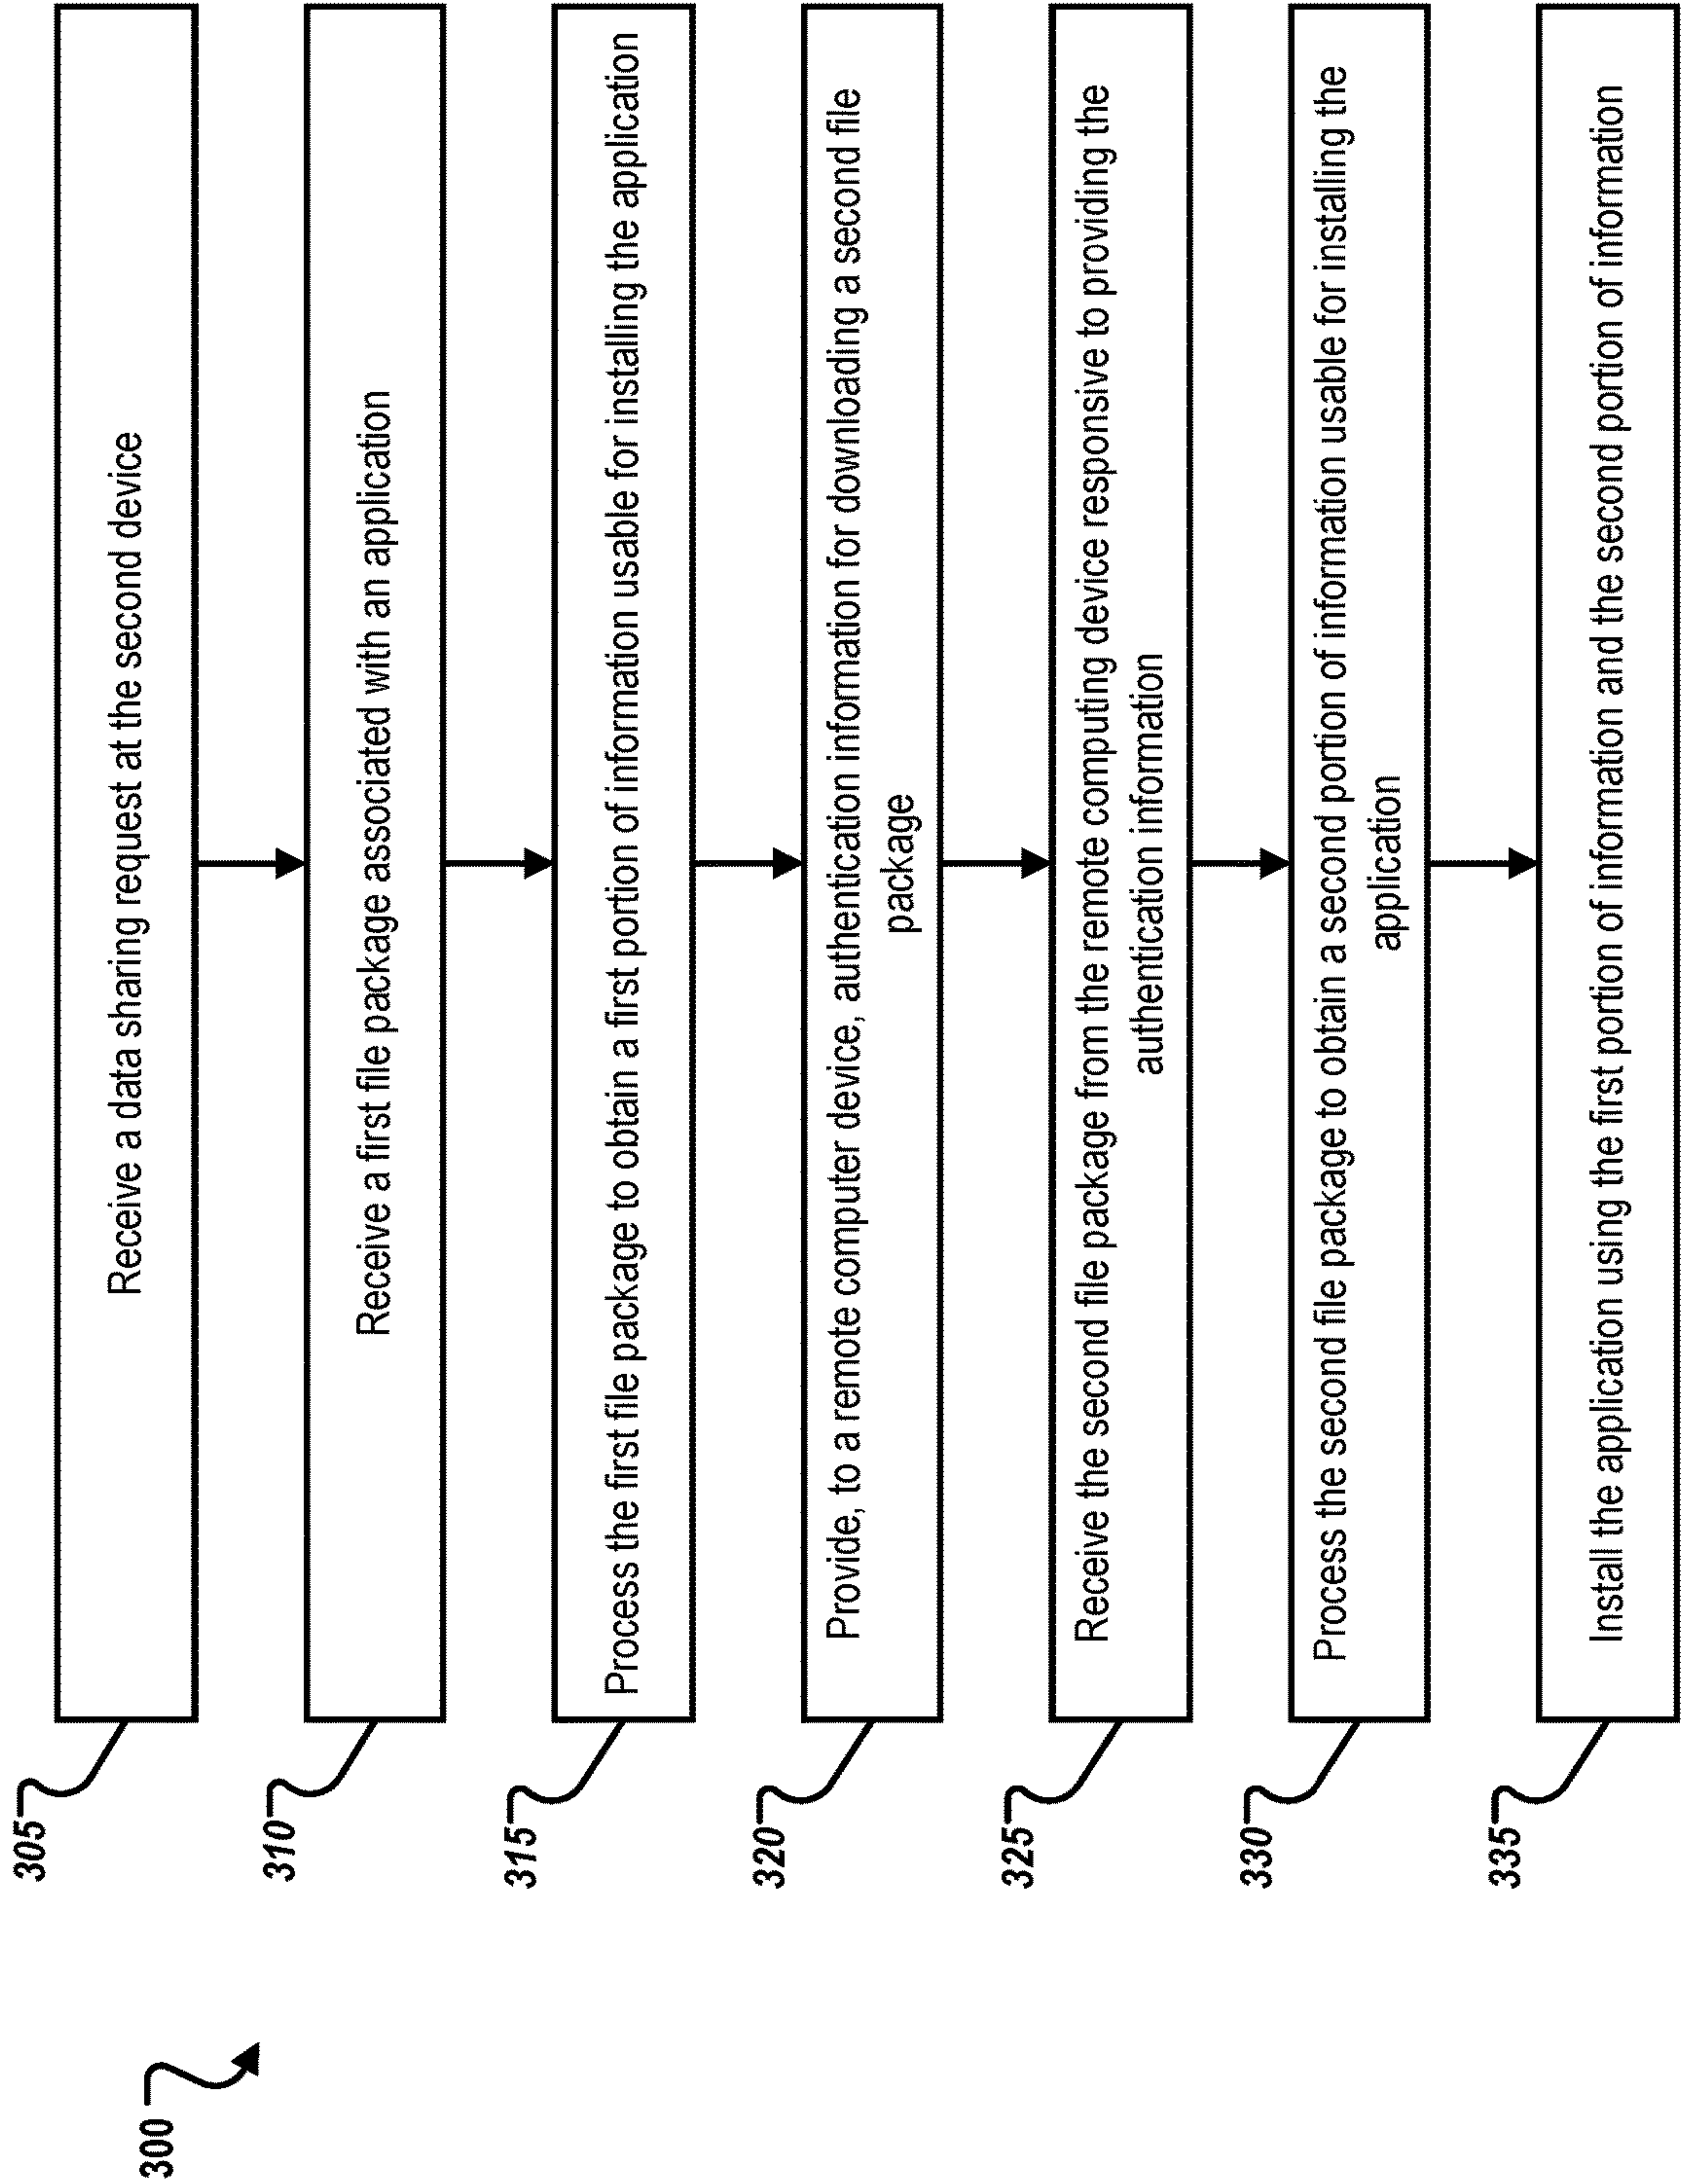 300
305
Receive a data sharing request at the second device
310
Receive a first file package associated with an application
315
Process the first file package to obtain a first portion of information usable for installing the application
320
Provide, to a remote computer device, authentication information for downloading a second file
package
325
Receive the second file package from the remote computing device responsive to providing the
authentication information
330
Process the second file package to obtain a second portion of information usable for installing the
application
335
Install the application using the first portion of information and the second portion of information